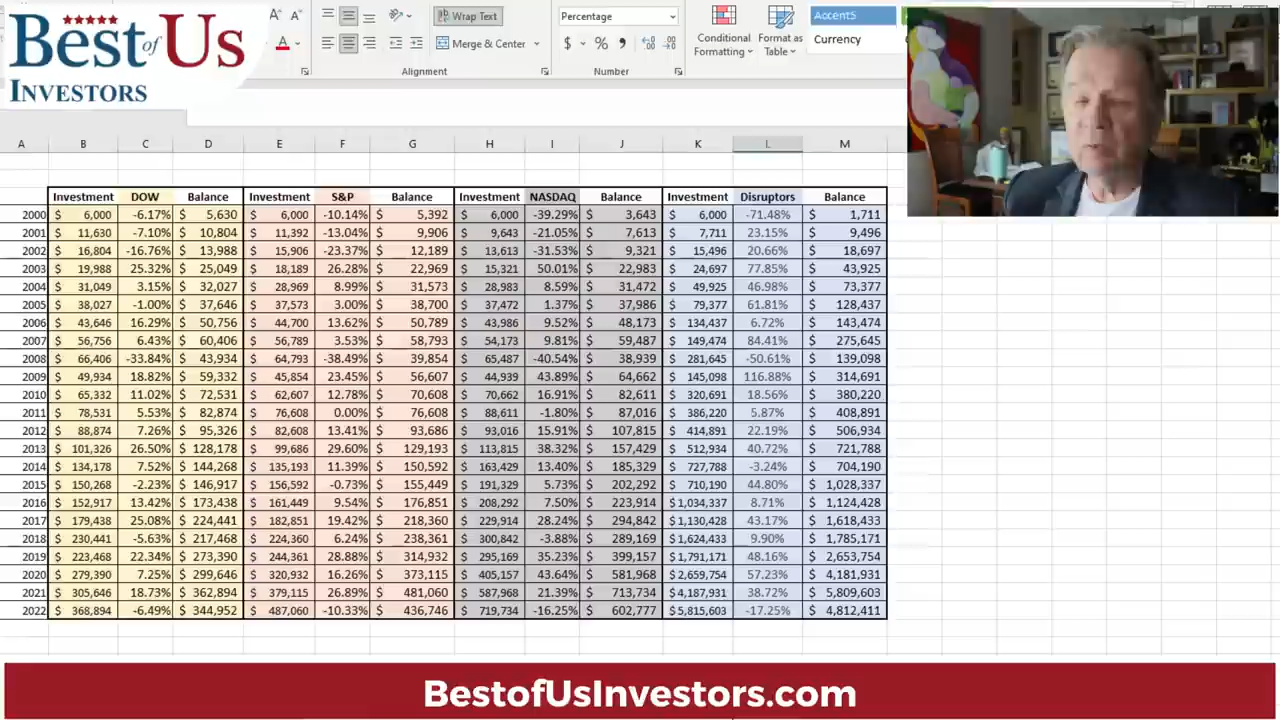 Best of Us
INVESTORS
A^ A˅
Wrap Text
Percentage
AccentS
A
Merge & Center
$ % ,
Conditional Formatting
Format as Table
Currency
Alignment
Number
A B C D E F G H I J K L M
Investment DOW Balance Investment S&P Balance Investment NASDAQ Balance Investment Disruptors Balance
2000 $ 6,000 -6.17% $ 5,630 $ 6,000 -10.14% $ 5,392 $ 6,000 -39.29% $ 3,643 $ 6,000 -71.48% $ 1,711
2001 $ 11,630 -7.10% $ 10,804 $ 11,392 -13.04% $ 9,906 $ 9,643 -21.05% $ 7,613 $ 7,711 23.15% $ 9,496
2002 $ 16,804 -16.76% $ 13,988 $ 15,906 -23.37% $ 12,189 $ 13,613 -31.53% $ 9,321 $ 15,496 20.66% $ 18,697
2003 $ 19,988 25.32% $ 25,049 $ 18,189 26.28% $ 22,969 $ 15,321 50.01% $ 22,983 $ 24,697 77.85% $ 43,925
2004 $ 31,049 3.15% $ 32,027 $ 28,969 8.99% $ 31,573 $ 28,983 8.59% $ 31,472 $ 49,925 46.98% $ 73,377
2005 $ 38,027 -1.00% $ 37,646 $ 37,573 3.00% $ 38,700 $ 37,472 1.37% $ 37,986 $ 79,377 61.81% $ 128,437
2006 $ 43,646 16.29% $ 50,756 $ 44,700 13.62% $ 50,789 $ 43,986 9.52% $ 48,173 $ 134,437 6.72% $ 143,474
2007 $ 56,756 6.43% $ 60,406 $ 56,789 3.53% $ 58,793 $ 54,173 9.81% $ 59,487 $ 149,474 84.41% $ 275,645
2008 $ 66,406 -33.84% $ 43,934 $ 64,793 -38.49% $ 39,854 $ 65,487 -40.54% $ 38,939 $ 281,645 -50.61% $ 139,098
2009 $ 49,934 18.82% $ 59,332 $ 45,854 23.45% $ 56,607 $ 44,939 43.89% $ 64,662 $ 145,098 116.88% $ 314,691
2010 $ 65,332 11.02% $ 72,531 $ 62,607 12.78% $ 70,608 $ 70,662 16.91% $ 82,611 $ 320,691 18.56% $ 380,220
2011 $ 78,531 5.53% $ 82,874 $ 76,608 0.00% $ 76,608 $ 88,611 -1.80% $ 87,016 $ 386,220 5.87% $ 408,891
2012 $ 88,874 7.26% $ 95,326 $ 82,608 13.41% $ 93,686 $ 93,016 15.91% $ 107,815 $ 414,891 22.19% $ 506,934
2013 $ 101,326 26.50% $ 128,178 $ 99,686 29.60% $ 129,193 $ 113,815 38.32% $ 157,429 $ 512,934 40.72% $ 721,788
2014 $ 134,178 7.52% $ 144,268 $ 135,193 11.39% $ 150,592 $ 163,429 13.40% $ 185,329 $ 727,788 -3.24% $ 704,190
2015 $ 150,268 -2.23% $ 146,917 $ 156,592 -0.73% $ 155,449 $ 191,329 5.73% $ 202,292 $ 710,190 44.80% $ 1,028,337
2016 $ 152,917 13.42% $ 173,438 $ 161,449 9.54% $ 176,851 $ 208,292 7.50% $ 223,914 $ 1,034,337 8.71% $ 1,124,428
2017 $ 179,438 25.08% $ 224,441 $ 182,851 19.42% $ 218,360 $ 229,914 28.24% $ 294,842 $ 1,130,428 43.17% $ 1,618,433
2018 $ 230,441 -5.63% $ 217,468 $ 224,360 6.24% $ 238,361 $ 300,842 -3.88% $ 289,169 $ 1,624,433 9.90% $ 1,785,171
2019 $ 223,468 22.34% $ 273,390 $ 244,361 28.88% $ 314,932 $ 295,169 35.23% $ 399,157 $ 1,791,171 48.16% $ 2,653,754
2020 $ 279,390 7.25% $ 299,646 $ 320,932 16.26% $ 373,115 $ 405,157 43.64% $ 581,968 $ 2,659,754 57.23% $ 4,181,931
2021 $ 305,646 18.73% $ 362,894 $ 379,115 26.89% $ 481,060 $ 587,968 21.39% $ 713,734 $ 4,187,931 38.72% $ 5,809,603
2022 $ 368,894 -6.49% $ 344,952 $ 487,060 -10.33% $ 436,746 $ 719,734 -16.25% $ 602,777 $ 5,815,603 -17.25% $ 4,812,411
BestofUsInvestors.com